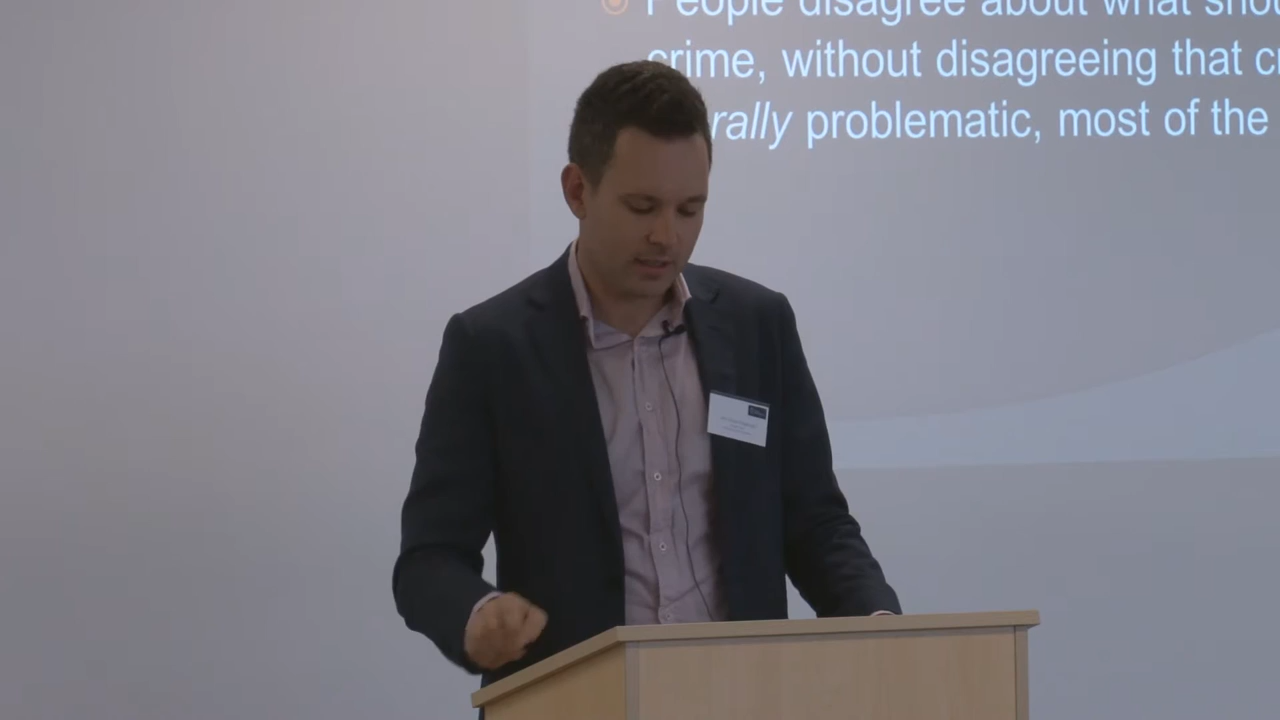 People disagree about what shou
crime, without disagreeing that cr
rally problematic, most of the